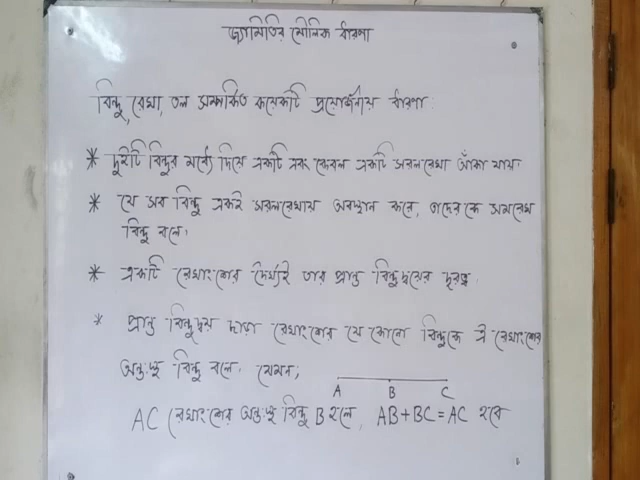 জ্যামিতির মৌলিক ধারণা
বিন্দু, রেখা, তল সম্পর্কিত কয়েকটি প্রয়োজনীয় ধারণা:
* দুইটি বিন্দুর মধ্যে দিয়ে একটি এবং কেবল একটি সরলরেখা আঁকা যায়
* যে সব বিন্দু একই সরলরেখায় অবস্থান করে, তাদেরকে সমরেখ
বিন্দু বলে।
* একটি রেখাংশের দৈর্ঘ্যই তার প্রান্ত বিন্দুদ্বয়ের দূরত্ব।
* প্রান্ত বিন্দুদ্বয় ছাড়া রেখাংশের যে কোনো বিন্দুকে ঐ রেখাংশের
অন্তঃস্থ বিন্দু বলে। যেমন,
A B C
AC রেখাংশের অন্তঃস্থ বিন্দু B হলে, AB+BC=AC হবে